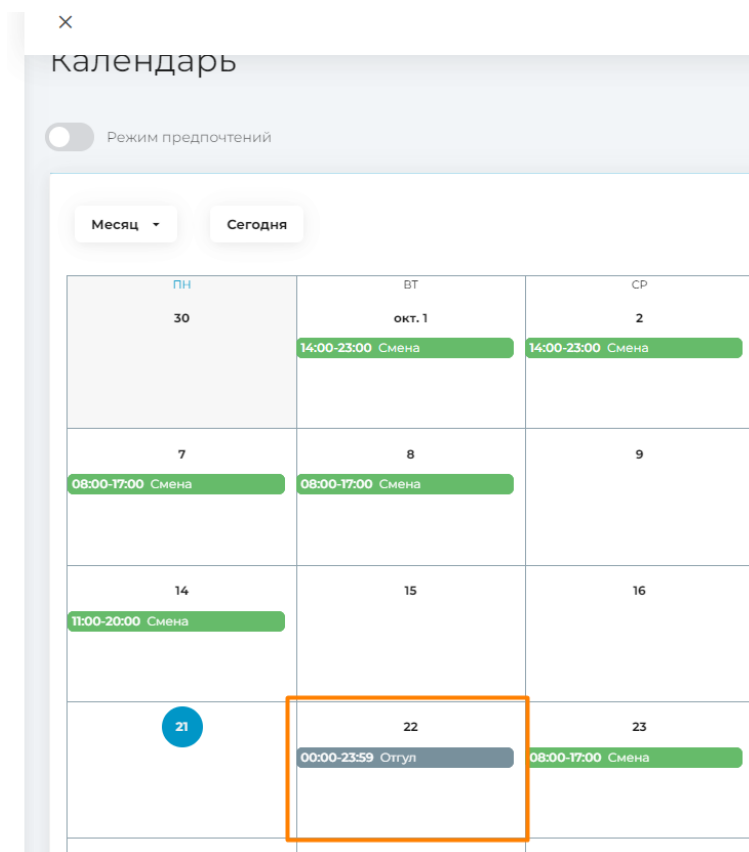 Календарь
Режим предпочтений
Месяц Сегодня
ПН ВТ СР
30 окт. 1 2
14:00-23:00 Смена 14:00-23:00 Смена
7 8 9
08:00-17:00 Смена 08:00-17:00 Смена
14 15 16
11:00-20:00 Смена
21 22 23
00:00-23:59 Отгул 08:00-17:00 Смена